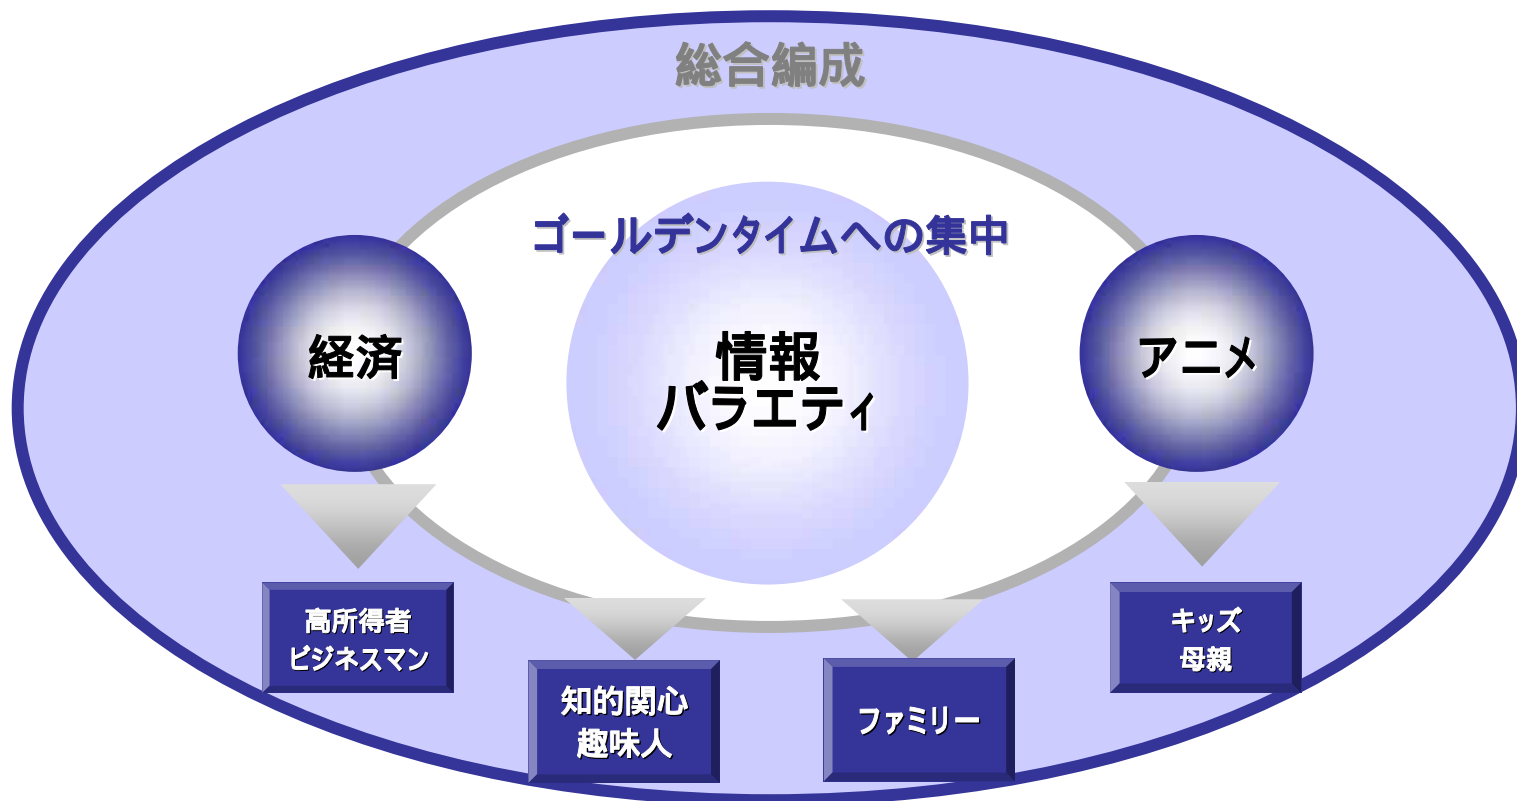 総合編成
ゴールデンタイムへの集中
経済
情報
バラエティ
アニメ
高所得者
ビジネスマン
知的関心
趣味人
ファミリー
キッズ
母親